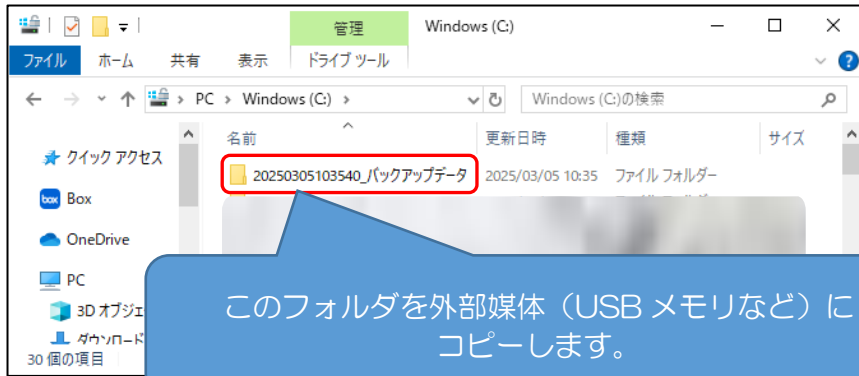 管理 Windows (C:)
ファイル ホーム 共有 表示 ドライブ ツール
PC > Windows (C:) > Windows (C:)の検索
名前 更新日時 種類 サイズ
クイック アクセス
20250305103540_バックアップデータ 2025/03/05 10:35 ファイル フォルダー
box Box
OneDrive
PC
3D オブジェ
ダウンロード
30 個の項目
このフォルダを外部媒体（USB メモリなど）に
コピーします。